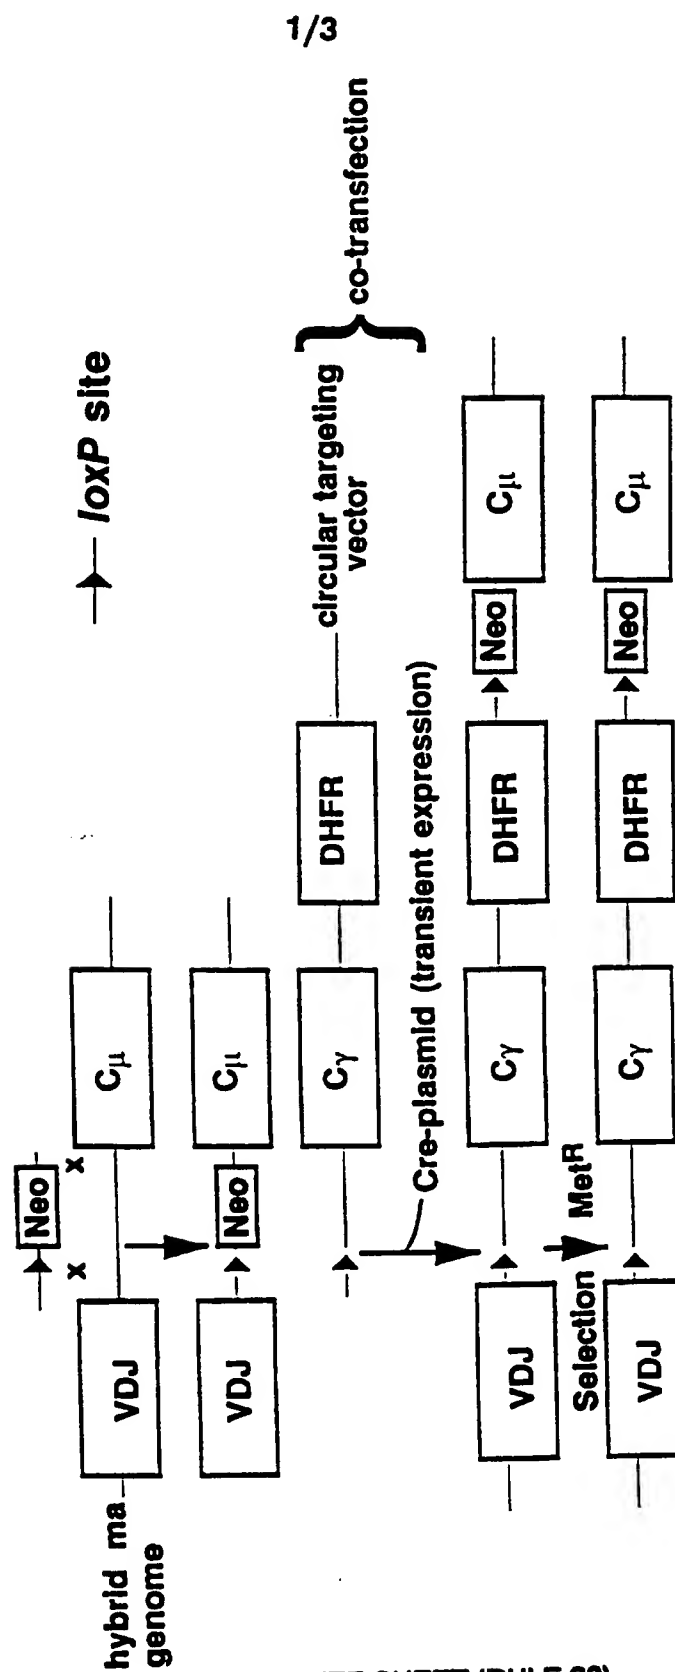 1/3
loxP site
Neo
x x
hybrid ma
genome
VDJ
Cμ
VDJ
Neo
Cμ
Cγ
DHFR
circular targeting
vector
co-transfection
Cre-plasmid (transient expression)
VDJ
Cγ
DHFR
Neo
Cμ
Selection MetR
VDJ
Cγ
DHFR
Neo
Cμ